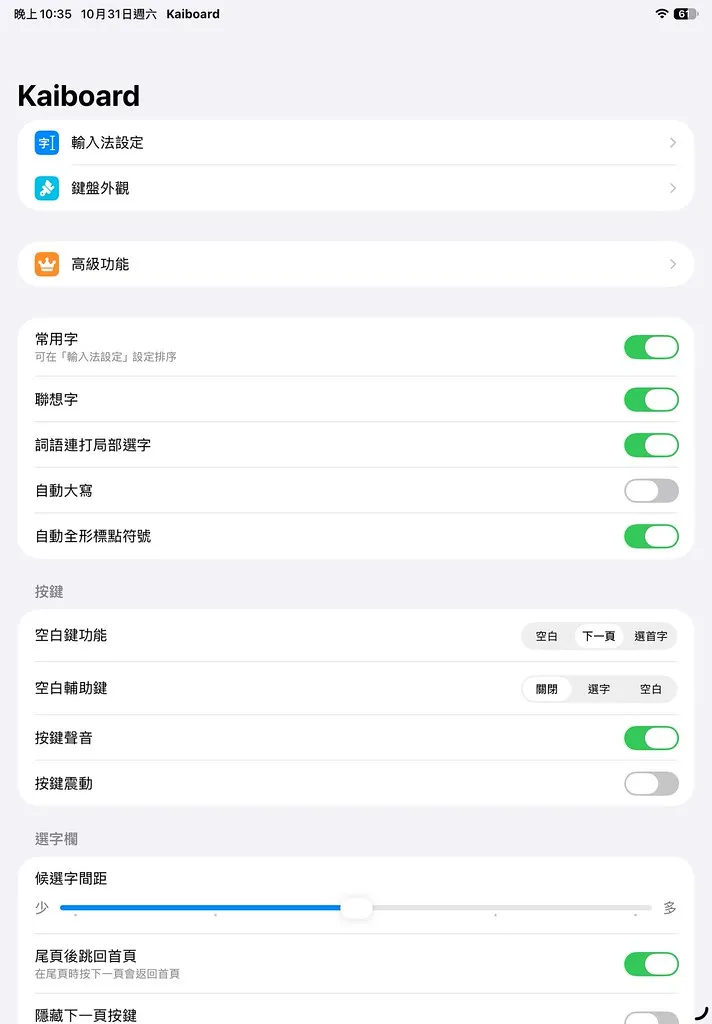 晚上10:35 10月31日週六 Kaiboard
61
Kaiboard
字 輸入法設定
鍵盤外觀
高級功能
常用字
可在「輸入法設定」設定排序
聯想字
詞語連打局部選字
自動大寫
自動全形標點符號
按鍵
空白鍵功能 空白 下一頁 選首字
空白輔助鍵 關閉 選字 空白
按鍵聲音
按鍵震動
選字欄
候選字間距
少 多
尾頁後跳回首頁
在尾頁時按下一頁會返回首頁
隱藏下一頁按鍵